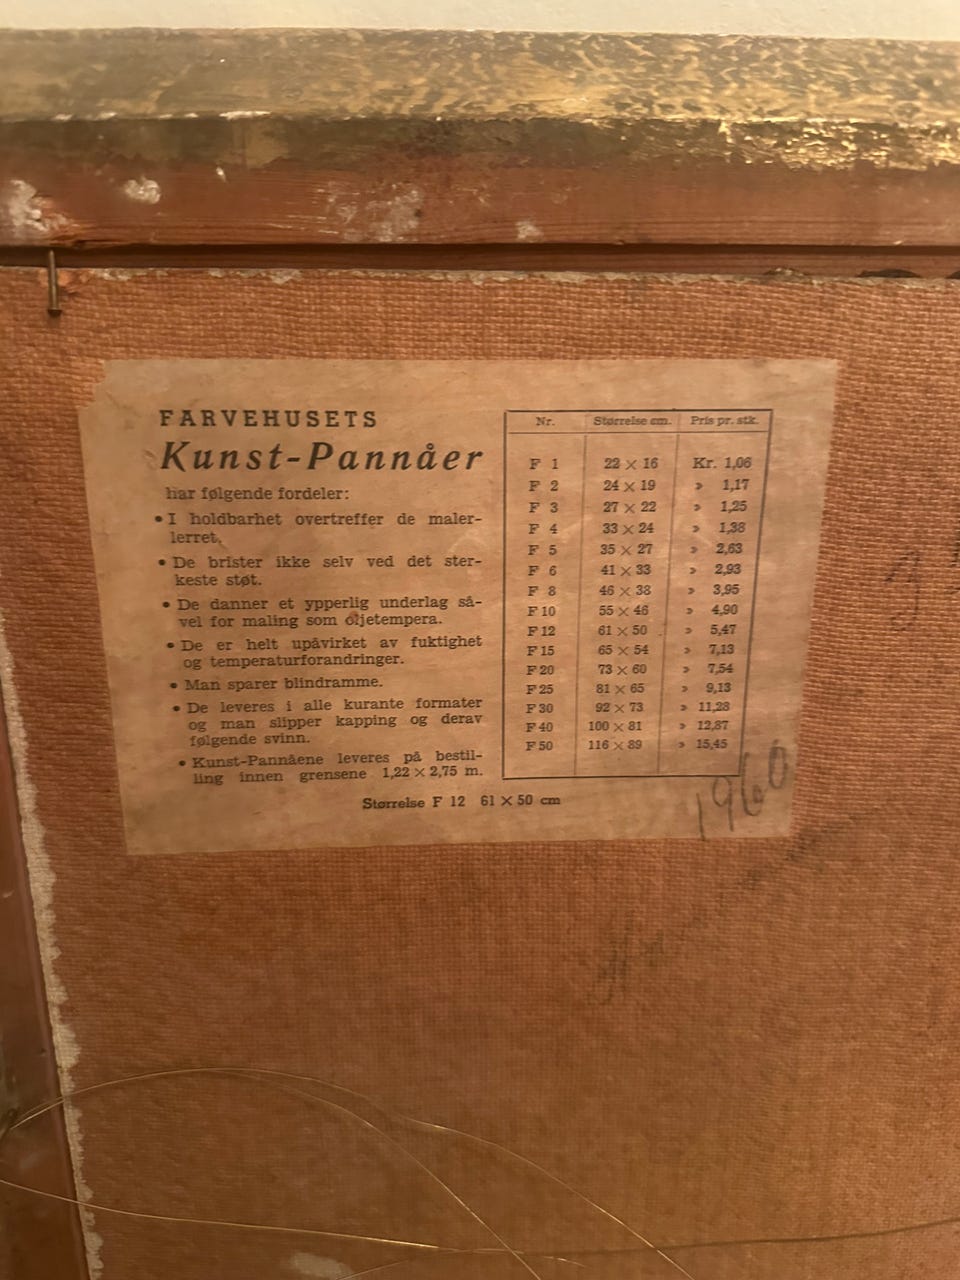 FARVEHUSETS
Kunst-Pannåer
har følgende fordeler:
• I holdbarhet overtreffer de maler-
lerret.
• De brister ikke selv ved det ster-
keste støt.
• De danner et ypperlig underlag så-
vel for maling som oljetempera.
• De er helt upåvirket av fuktighet
og temperaturforandringer.
• Man sparer blindramme.
• De leveres i alle kurante formater
og man slipper kapping og derav
følgende svinn.
• Kunst-Pannåene leveres på bestil-
ling innen grensene 1,22 × 2,75 m.
Nr. Størrelse cm. Pris pr. stk.
F 1 22 × 16 Kr. 1,06
F 2 24 × 19 » 1,17
F 3 27 × 22 » 1,25
F 4 33 × 24 » 1,38
F 5 35 × 27 » 2,63
F 6 41 × 33 » 2,93
F 8 46 × 38 » 3,95
F 10 55 × 46 » 4,90
F 12 61 × 50 » 5,47
F 15 65 × 54 » 7,13
F 20 73 × 60 » 7,54
F 25 81 × 65 » 9,13
F 30 92 × 73 » 11,28
F 40 100 × 81 » 12,87
F 50 116 × 89 » 15,45
Størrelse F 12 61 × 50 cm
1960